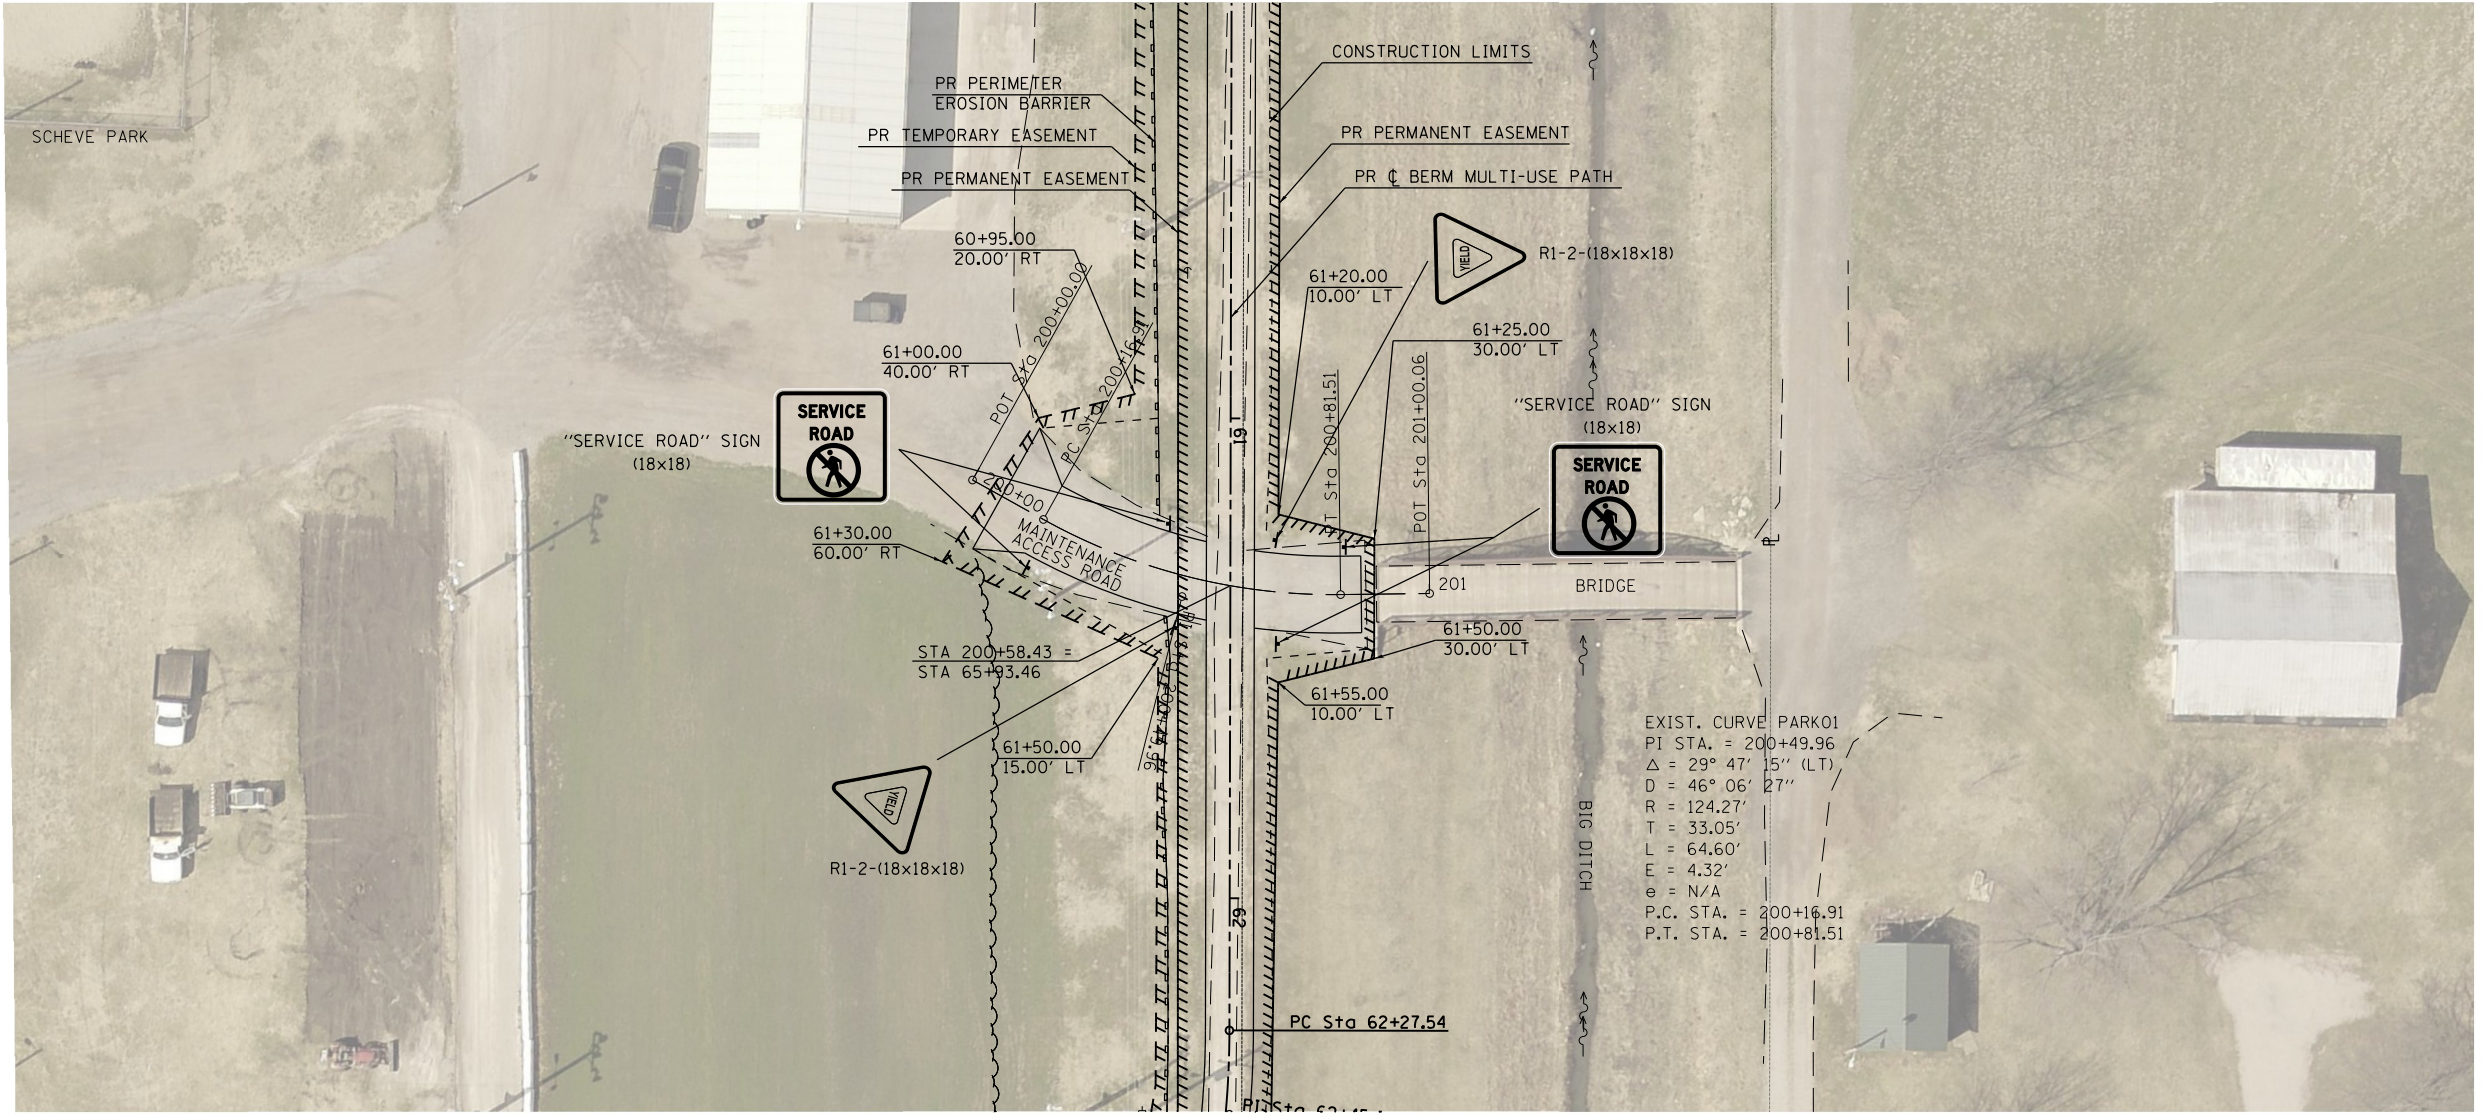 SCHEVE PARK
PR PERIMETER
EROSION BARRIER
PR TEMPORARY EASEMENT
PR PERMANENT EASEMENT
CONSTRUCTION LIMITS
PR PERMANENT EASEMENT
PR ℄ BERM MULTI-USE PATH
60+95.00
20.00' RT
POT Sta 200+00.00
PC Sta 200+16.91
61+00.00
40.00' RT
YIELD
R1-2-(18x18x18)
61+20.00
10.00' LT
61+25.00
30.00' LT
PT Sta 200+81.51
POT Sta 201+00.06
61
"SERVICE ROAD" SIGN
(18x18)
SERVICE
ROAD
"SERVICE ROAD" SIGN
(18x18)
SERVICE
ROAD
200+00
MAINTENANCE
ACCESS ROAD
61+30.00
60.00' RT
201
BRIDGE
PI Sta 200+49.96
STA 200+58.43 =
STA 65+93.46
61+50.00
30.00' LT
61+55.00
10.00' LT
61+50.00
15.00' LT
YIELD
R1-2-(18x18x18)
BIG DITCH
62
EXIST. CURVE PARK01
PI STA. = 200+49.96
△ = 29° 47' 15" (LT)
D = 46° 06' 27"
R = 124.27'
T = 33.05'
L = 64.60'
E = 4.32'
e = N/A
P.C. STA. = 200+16.91
P.T. STA. = 200+81.51
PC Sta 62+27.54
PI Sta